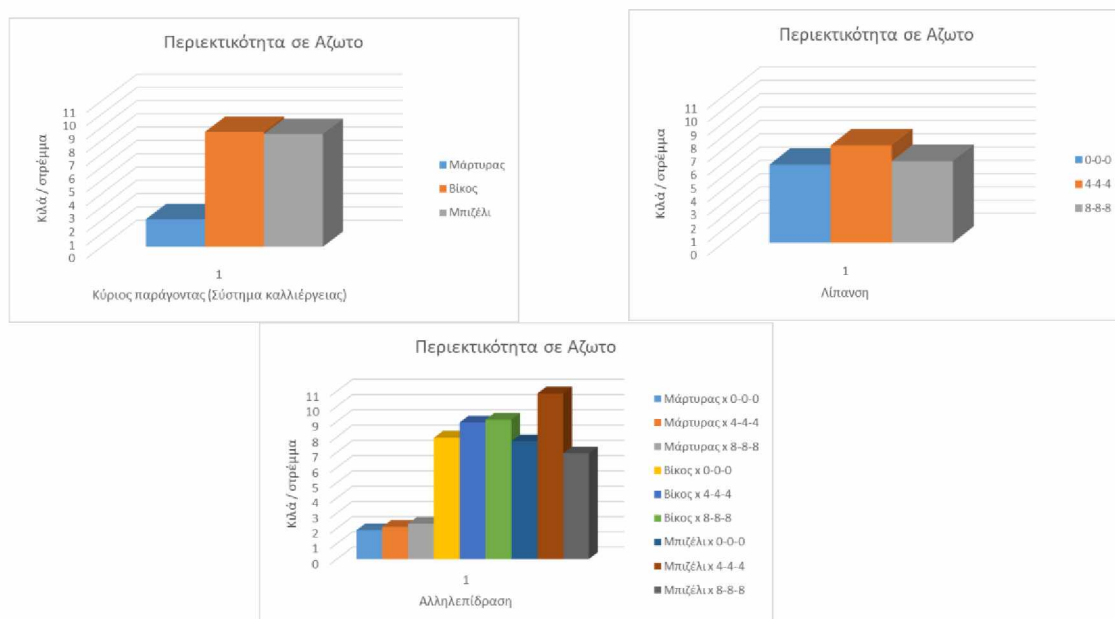 Περιεκτικότητα σε Αζωτο
Κιλά / στρέμμα
11
10
9
8
7
6
5
4
3
2
1
0
1
Κύριος παράγοντας (Σύστημα καλλιέργειας)
Μάρτυρας
Βίκος
Μπιζέλι
Περιεκτικότητα σε Αζωτο
Κιλά / στρέμμα
11
10
9
8
7
6
5
4
3
2
1
0
1
Λίπανση
0-0-0
4-4-4
8-8-8
Περιεκτικότητα σε Αζωτο
Κιλά / στρέμμα
11
10
9
8
7
6
5
4
3
2
1
0
1
Αλληλεπίδραση
Μάρτυρας x 0-0-0
Μάρτυρας x 4-4-4
Μάρτυρας x 8-8-8
Βίκος x 0-0-0
Βίκος x 4-4-4
Βίκος x 8-8-8
Μπιζέλι x 0-0-0
Μπιζέλι x 4-4-4
Μπιζέλι x 8-8-8